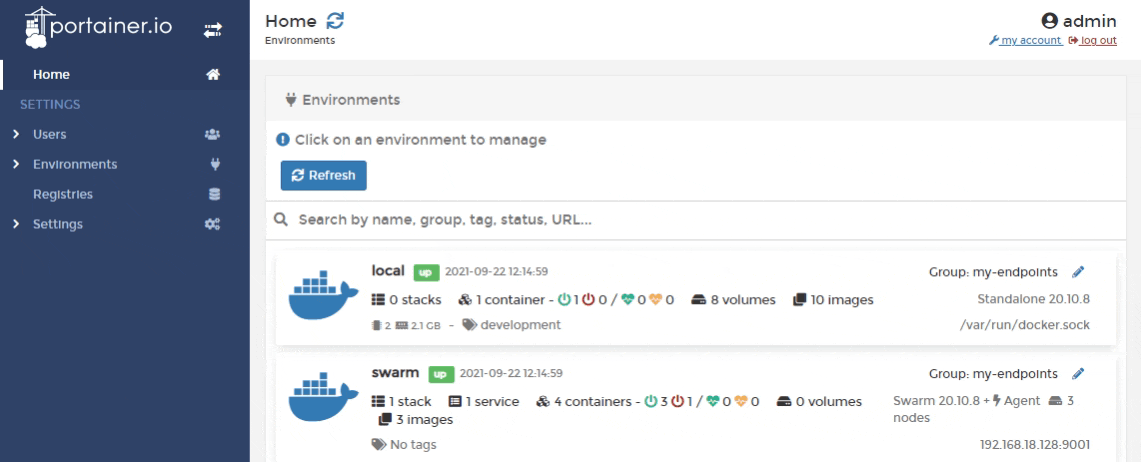 portainer.io
Home
SETTINGS
Users
Environments
Registries
Settings
Home
Environments
admin
my account log out
Environments
Click on an environment to manage
Refresh
Search by name, group, tag, status, URL...
local up 2021-09-22 12:14:59 Group: my-endpoints
0 stacks 1 container - 1 0 / 0 0 8 volumes 10 images Standalone 20.10.8
2 2.1 GB - development /var/run/docker.sock
swarm up 2021-09-22 12:14:59 Group: my-endpoints
1 stack 1 service 4 containers - 3 1 / 0 0 0 volumes Swarm 20.10.8 + Agent 3
3 images nodes
No tags 192.168.18.128:9001